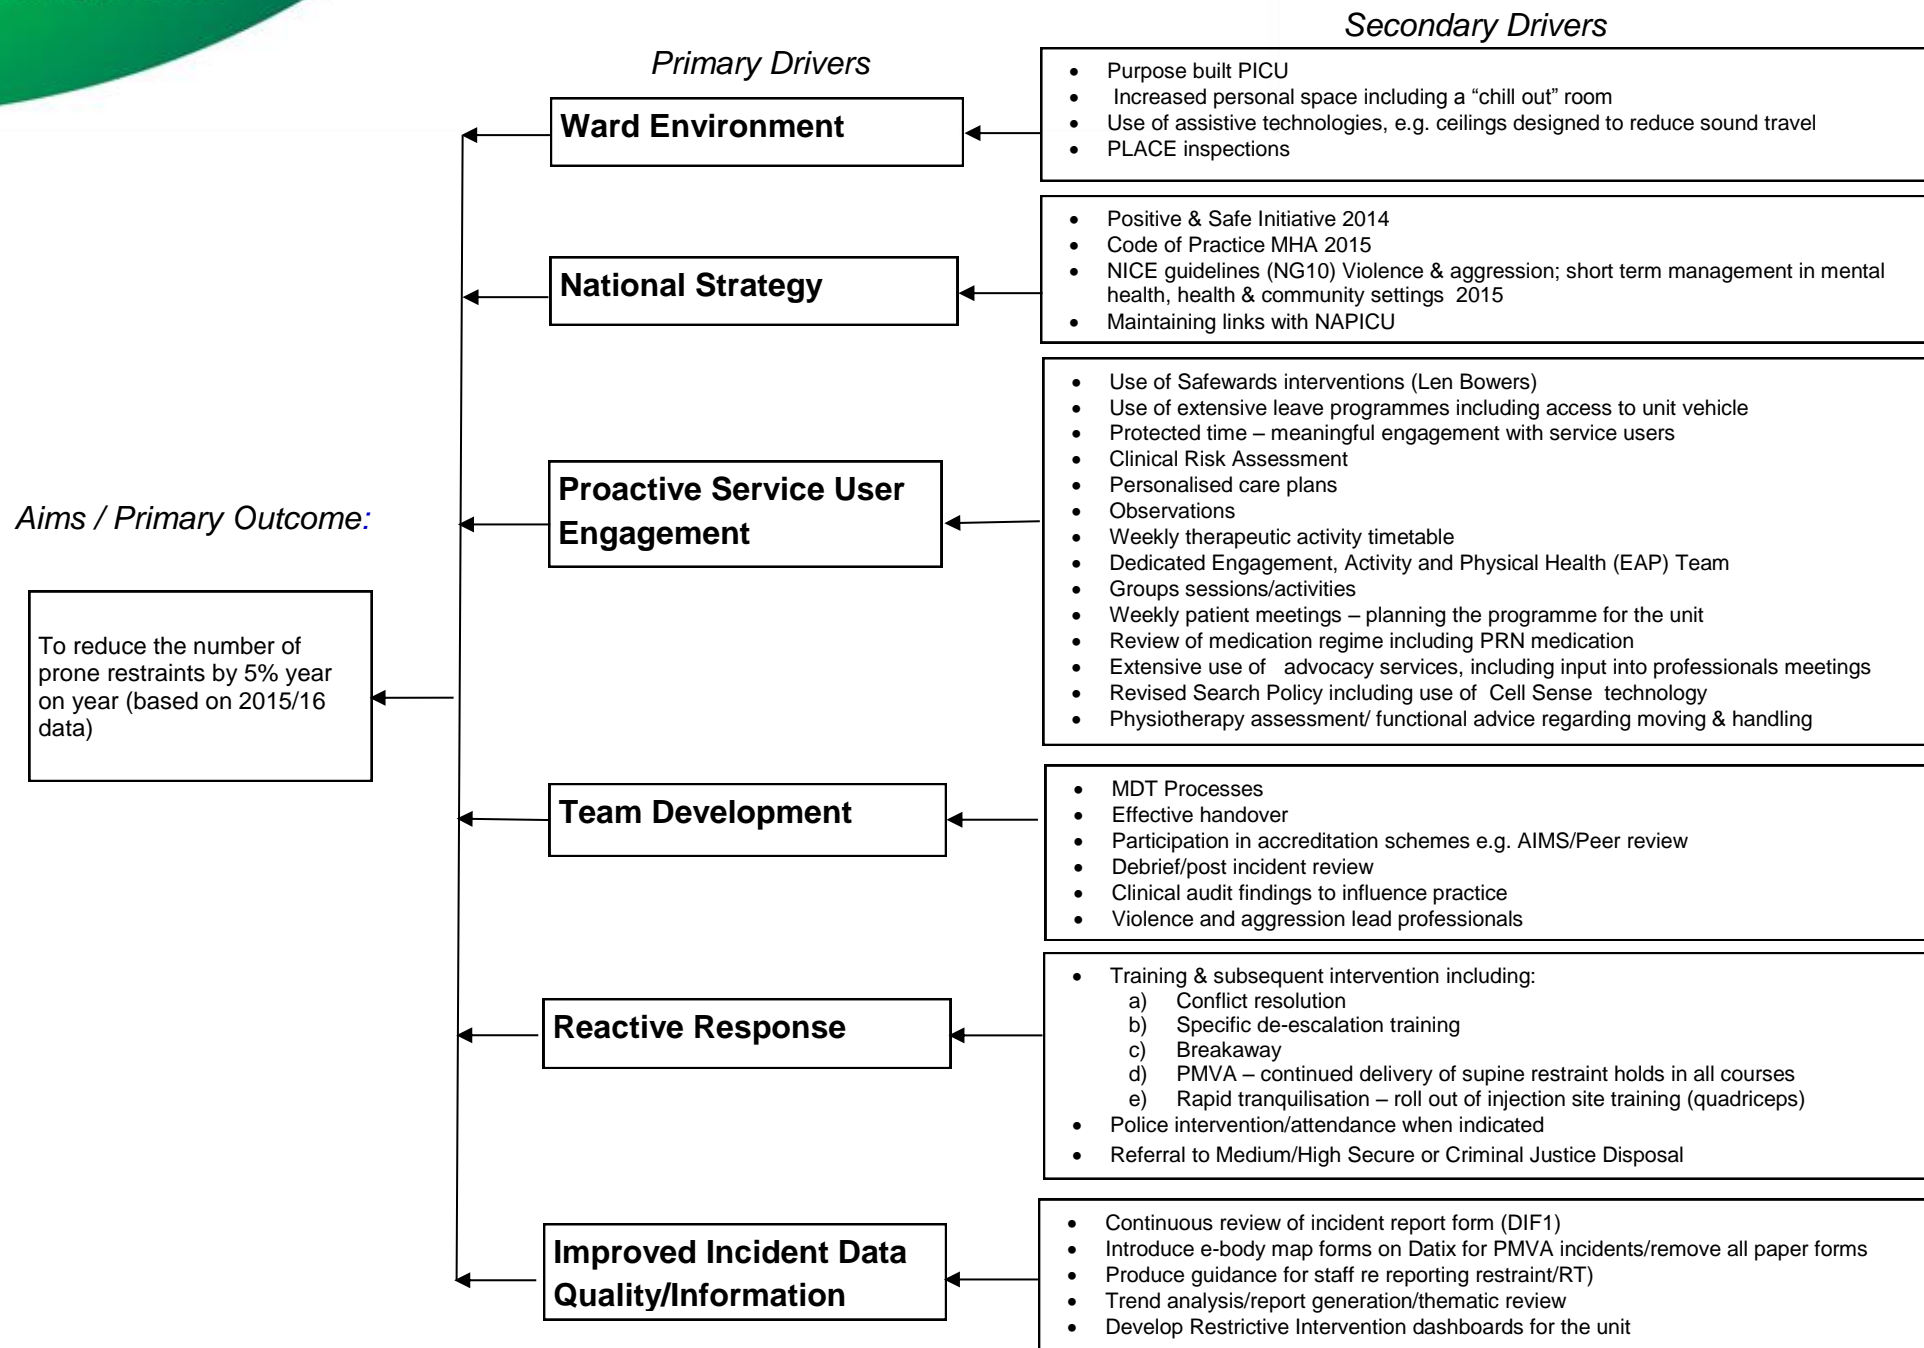 Secondary Drivers
Primary Drivers
Aims / Primary Outcome:
To reduce the number of
prone restraints by 5% year
on year (based on 2015/16
data)
Ward Environment
• Purpose built PICU
• Increased personal space including a “chill out” room
• Use of assistive technologies, e.g. ceilings designed to reduce sound travel
• PLACE inspections
National Strategy
• Positive & Safe Initiative 2014
• Code of Practice MHA 2015
• NICE guidelines (NG10) Violence & aggression; short term management in mental
health, health & community settings 2015
• Maintaining links with NAPICU
Proactive Service User
Engagement
• Use of Safewards interventions (Len Bowers)
• Use of extensive leave programmes including access to unit vehicle
• Protected time – meaningful engagement with service users
• Clinical Risk Assessment
• Personalised care plans
• Observations
• Weekly therapeutic activity timetable
• Dedicated Engagement, Activity and Physical Health (EAP) Team
• Groups sessions/activities
• Weekly patient meetings – planning the programme for the unit
• Review of medication regime including PRN medication
• Extensive use of advocacy services, including input into professionals meetings
• Revised Search Policy including use of Cell Sense technology
• Physiotherapy assessment/ functional advice regarding moving & handling
Team Development
• MDT Processes
• Effective handover
• Participation in accreditation schemes e.g. AIMS/Peer review
• Debrief/post incident review
• Clinical audit findings to influence practice
• Violence and aggression lead professionals
Reactive Response
• Training & subsequent intervention including:
a) Conflict resolution
b) Specific de-escalation training
c) Breakaway
d) PMVA – continued delivery of supine restraint holds in all courses
e) Rapid tranquilisation – roll out of injection site training (quadriceps)
• Police intervention/attendance when indicated
• Referral to Medium/High Secure or Criminal Justice Disposal
Improved Incident Data
Quality/Information
• Continuous review of incident report form (DIF1)
• Introduce e-body map forms on Datix for PMVA incidents/remove all paper forms
• Produce guidance for staff re reporting restraint/RT)
• Trend analysis/report generation/thematic review
• Develop Restrictive Intervention dashboards for the unit